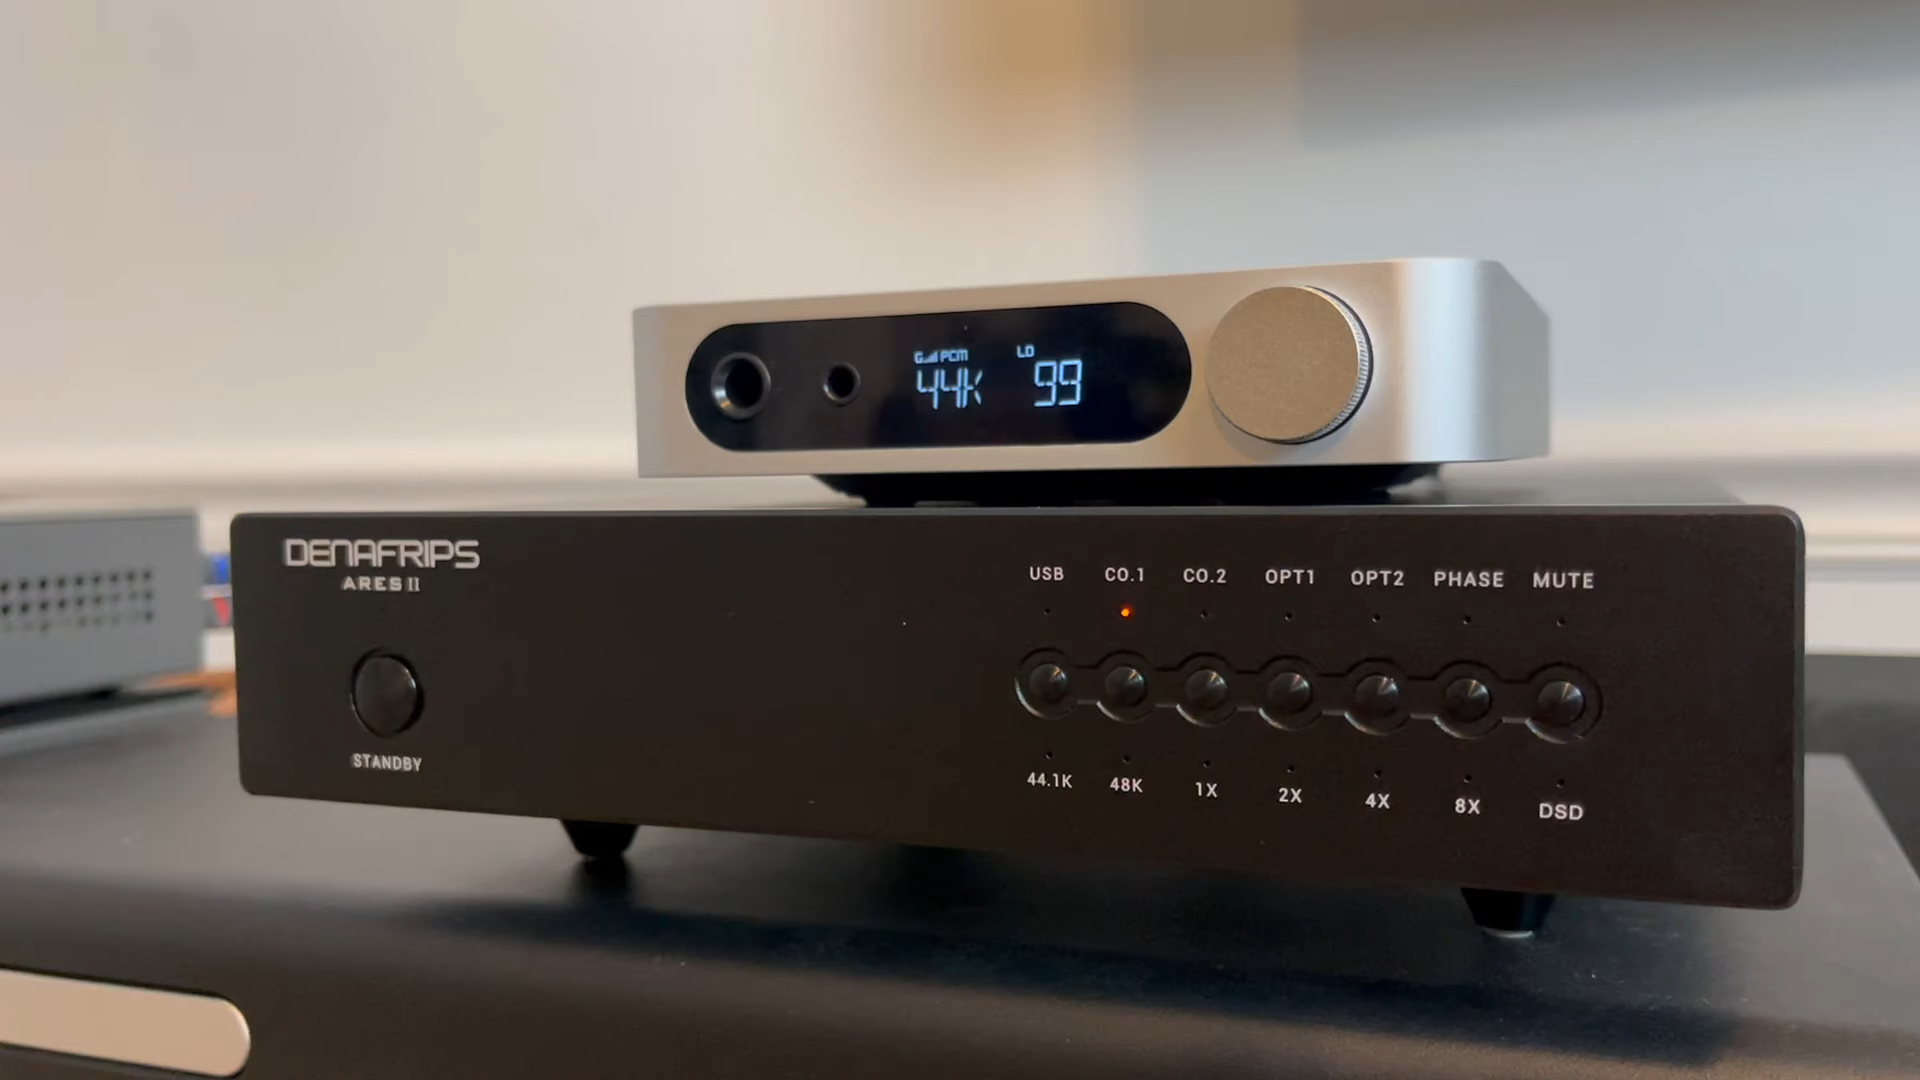 G PCM LO
44K 99
DENAFRIPS
ARES II
USB CO.1 CO.2 OPT1 OPT2 PHASE MUTE
STANDBY
44.1K 48K 1X 2X 4X 8X DSD